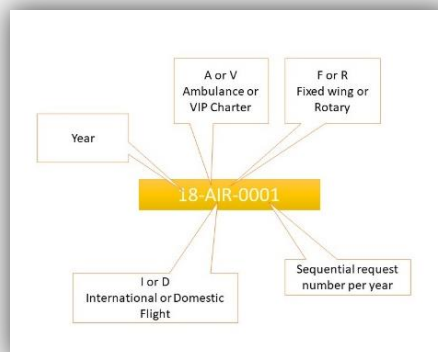 A or V
Ambulance or
VIP Charter
F or R
Fixed wing or
Rotary
Year
18-AIR-0001
I or D
International or Domestic
Flight
Sequential request
number per year